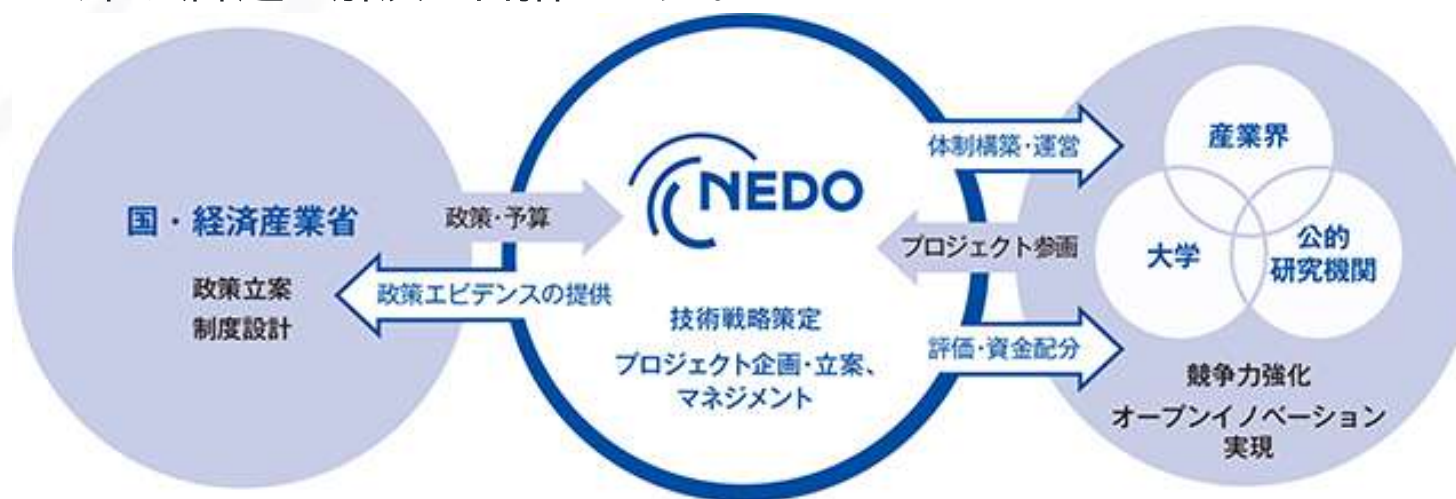 国・経済産業省
政策立案
制度設計
政策・予算
政策エビデンスの提供
NEDO
技術戦略策定
プロジェクト企画・立案、
マネジメント
体制構築・運営
プロジェクト参画
評価・資金配分
産業界
大学
公的
研究機関
競争力強化
オープンイノベーション
実現